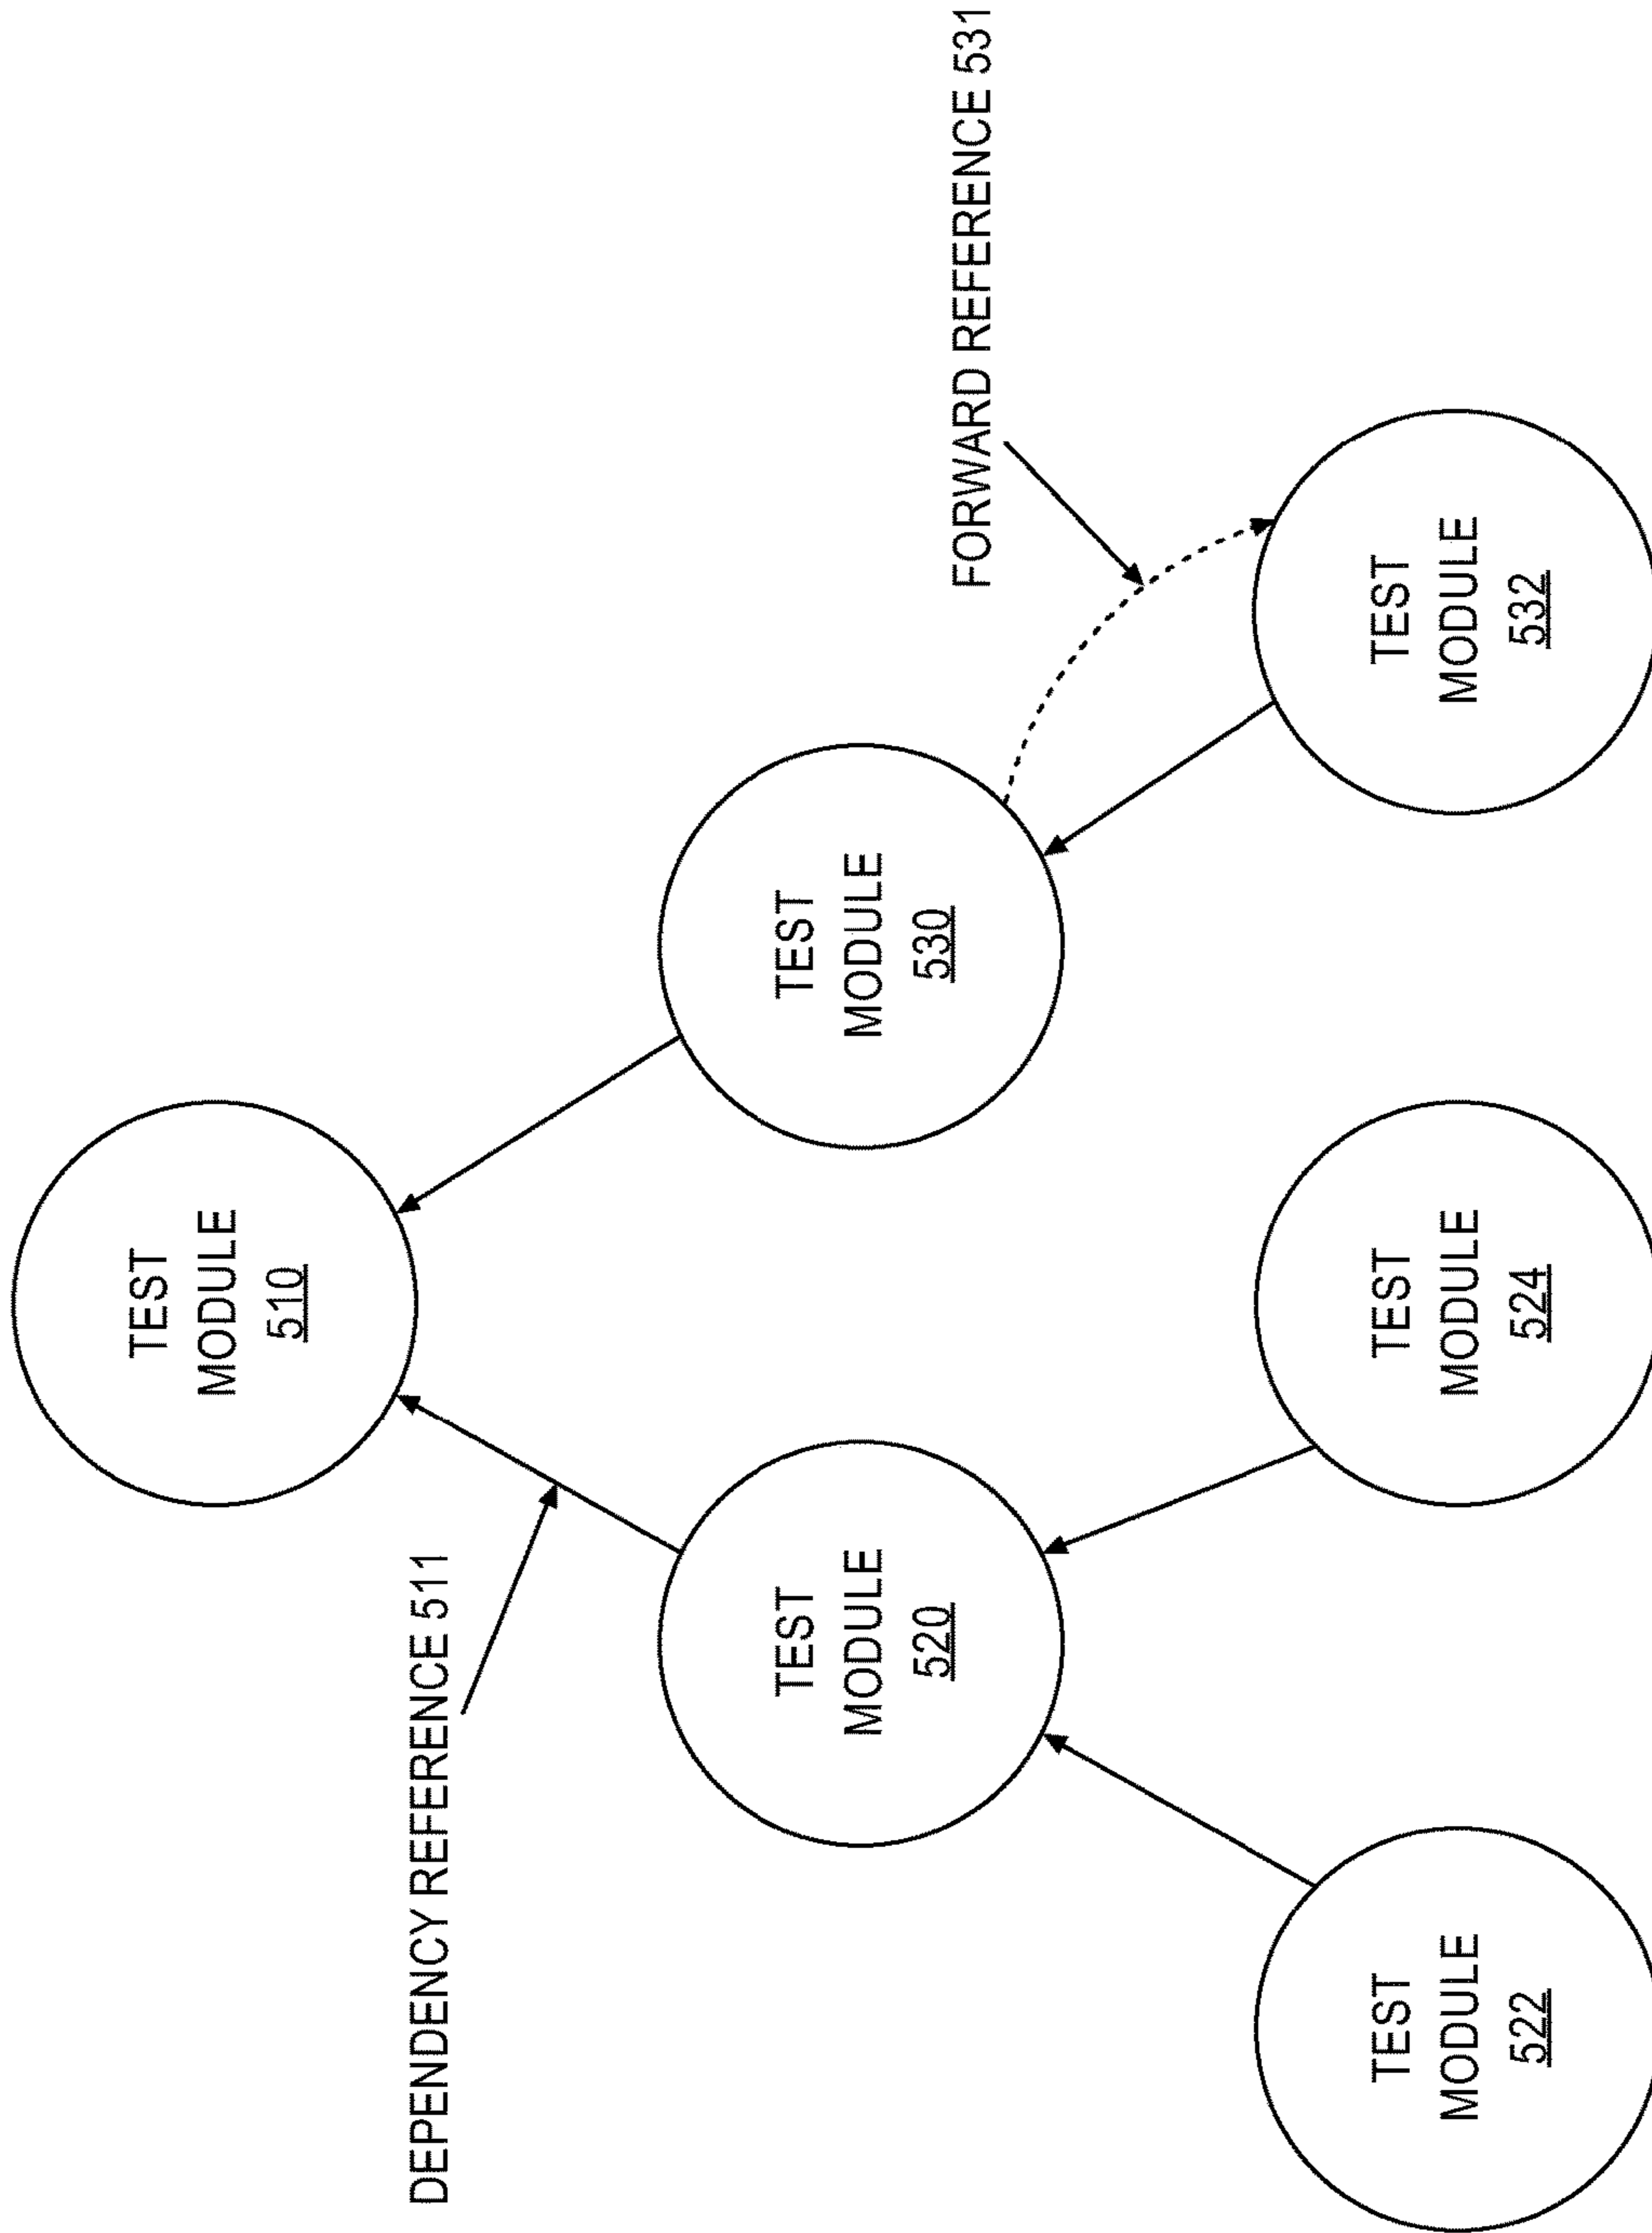 TEST
MODULE
510
DEPENDENCY REFERENCE 511
TEST
MODULE
520
TEST
MODULE
530
FORWARD REFERENCE 531
TEST
MODULE
522
TEST
MODULE
524
TEST
MODULE
532